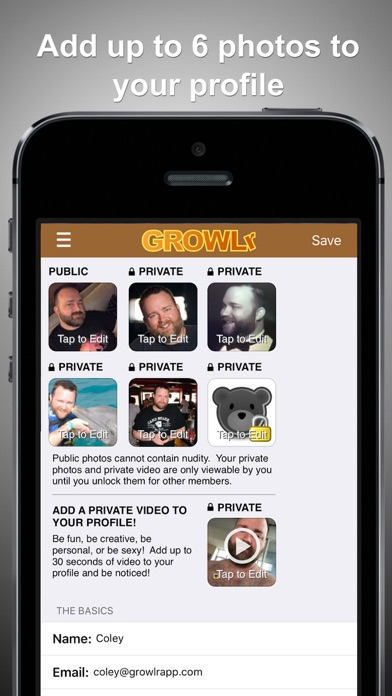 Add up to 6 photos to
your profile
GROWLr
Save
PUBLIC
PRIVATE
PRIVATE
Tap to Edit
Tap to Edit
Tap to Edit
PRIVATE
PRIVATE
PRIVATE
Tap to Edit
Tap to Edit
Tap to Edit
Public photos cannot contain nudity. Your private
photos and private video are only viewable by you
until you unlock them for other members.
ADD A PRIVATE VIDEO TO
YOUR PROFILE!
Be fun, be creative, be
personal, or be sexy! Add up to
30 seconds of video to your
profile and be noticed!
PRIVATE
Tap to Edit
THE BASICS
Name: Coley
Email: coley@growlrapp.com